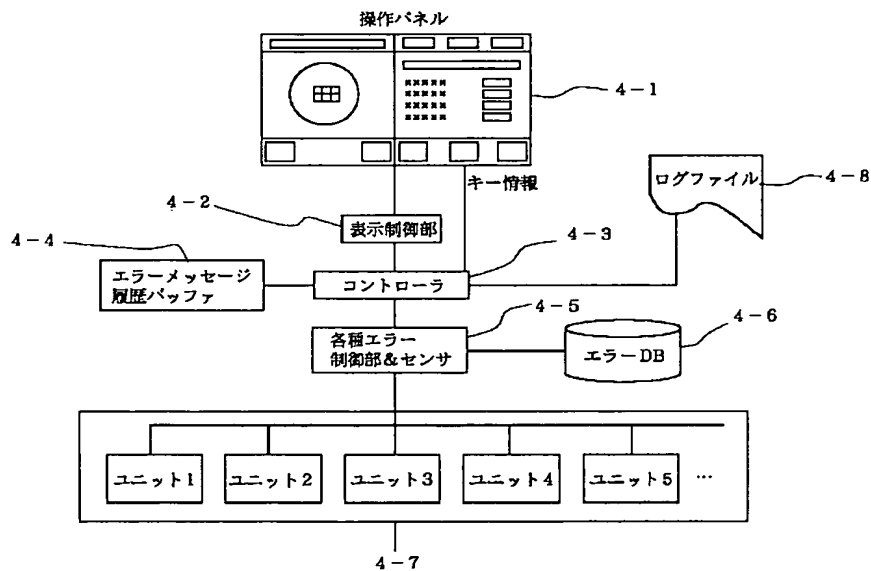 操作パネル
4-1
キー情報
ログファイル
4-8
4-2
表示制御部
4-3
4-4
エラーメッセージ
履歴バッファ
コントローラ
4-5
各種エラー
制御部&センサ
4-6
エラーDB
ユニット1
ユニット2
ユニット3
ユニット4
ユニット5
…
4-7